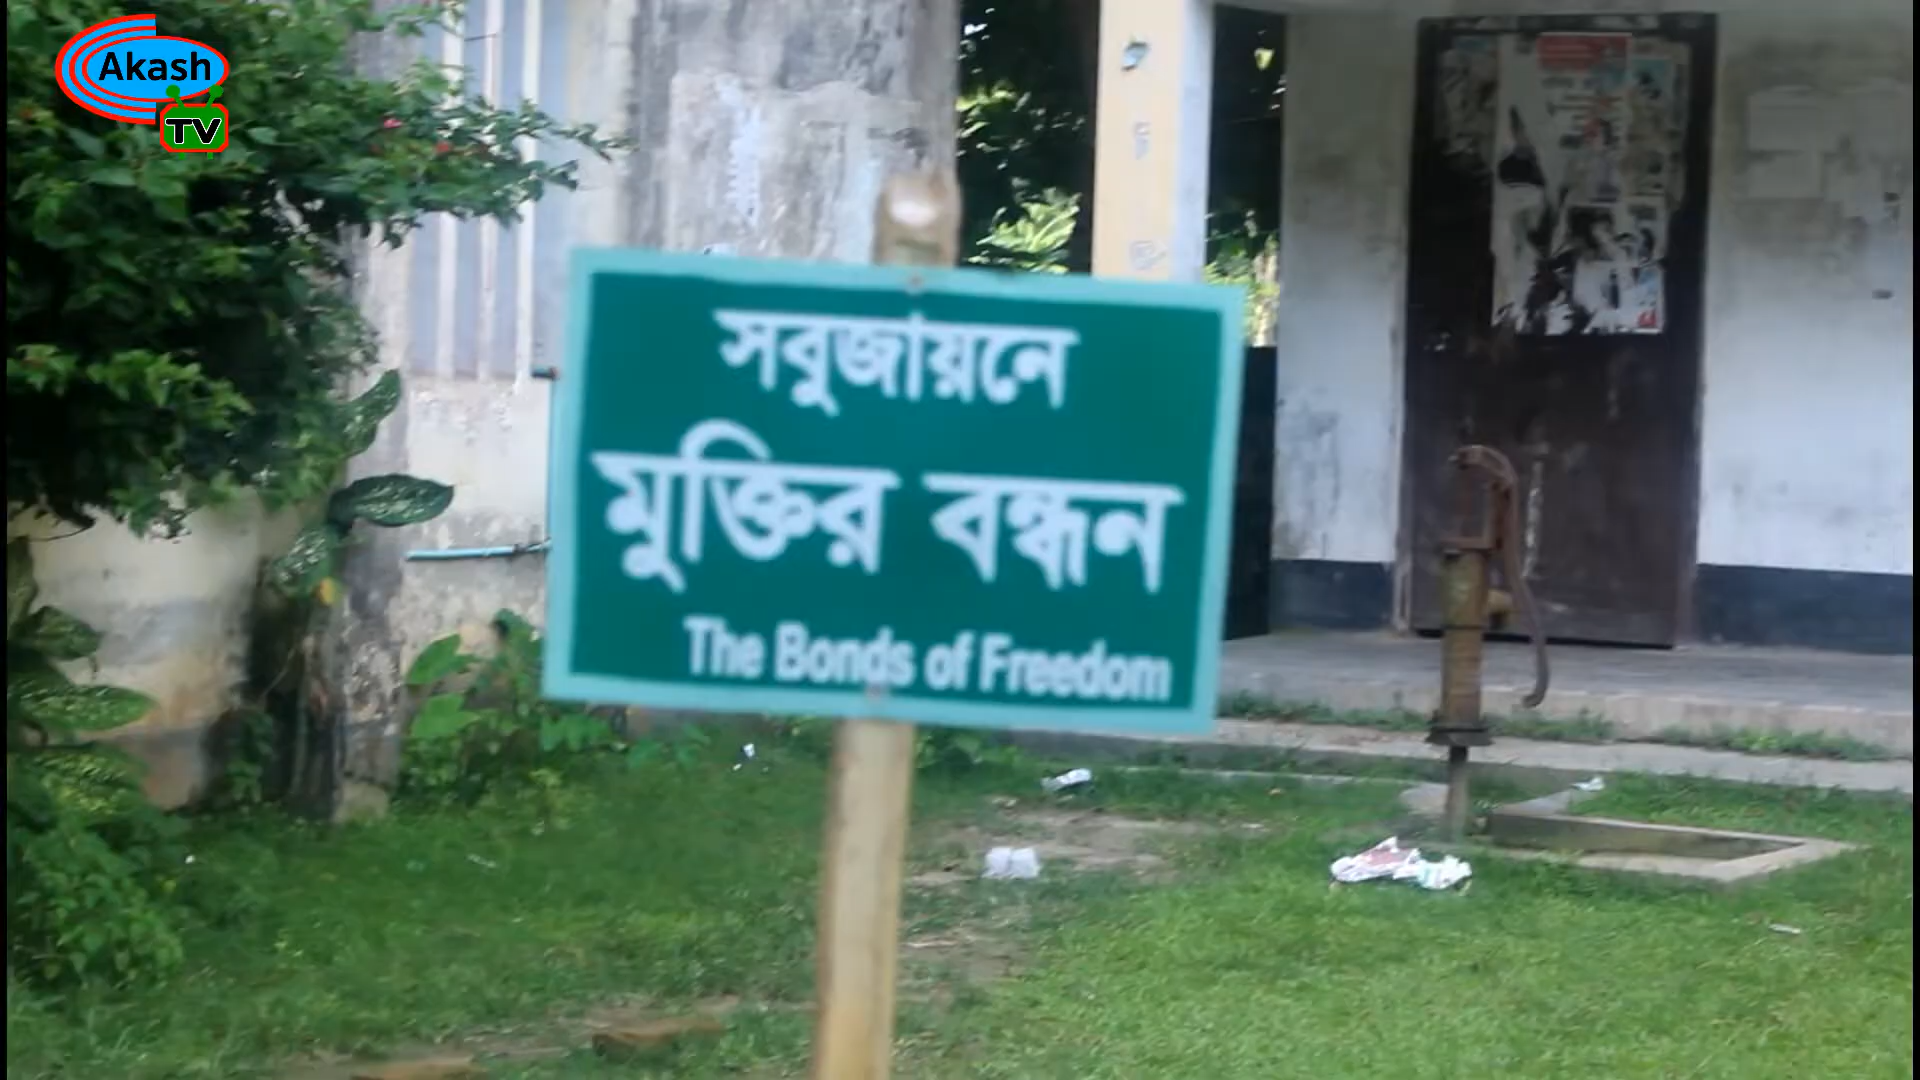 Akash
TV
সবুজায়নে
মুক্তির বন্ধন
The Bonds of Freedom